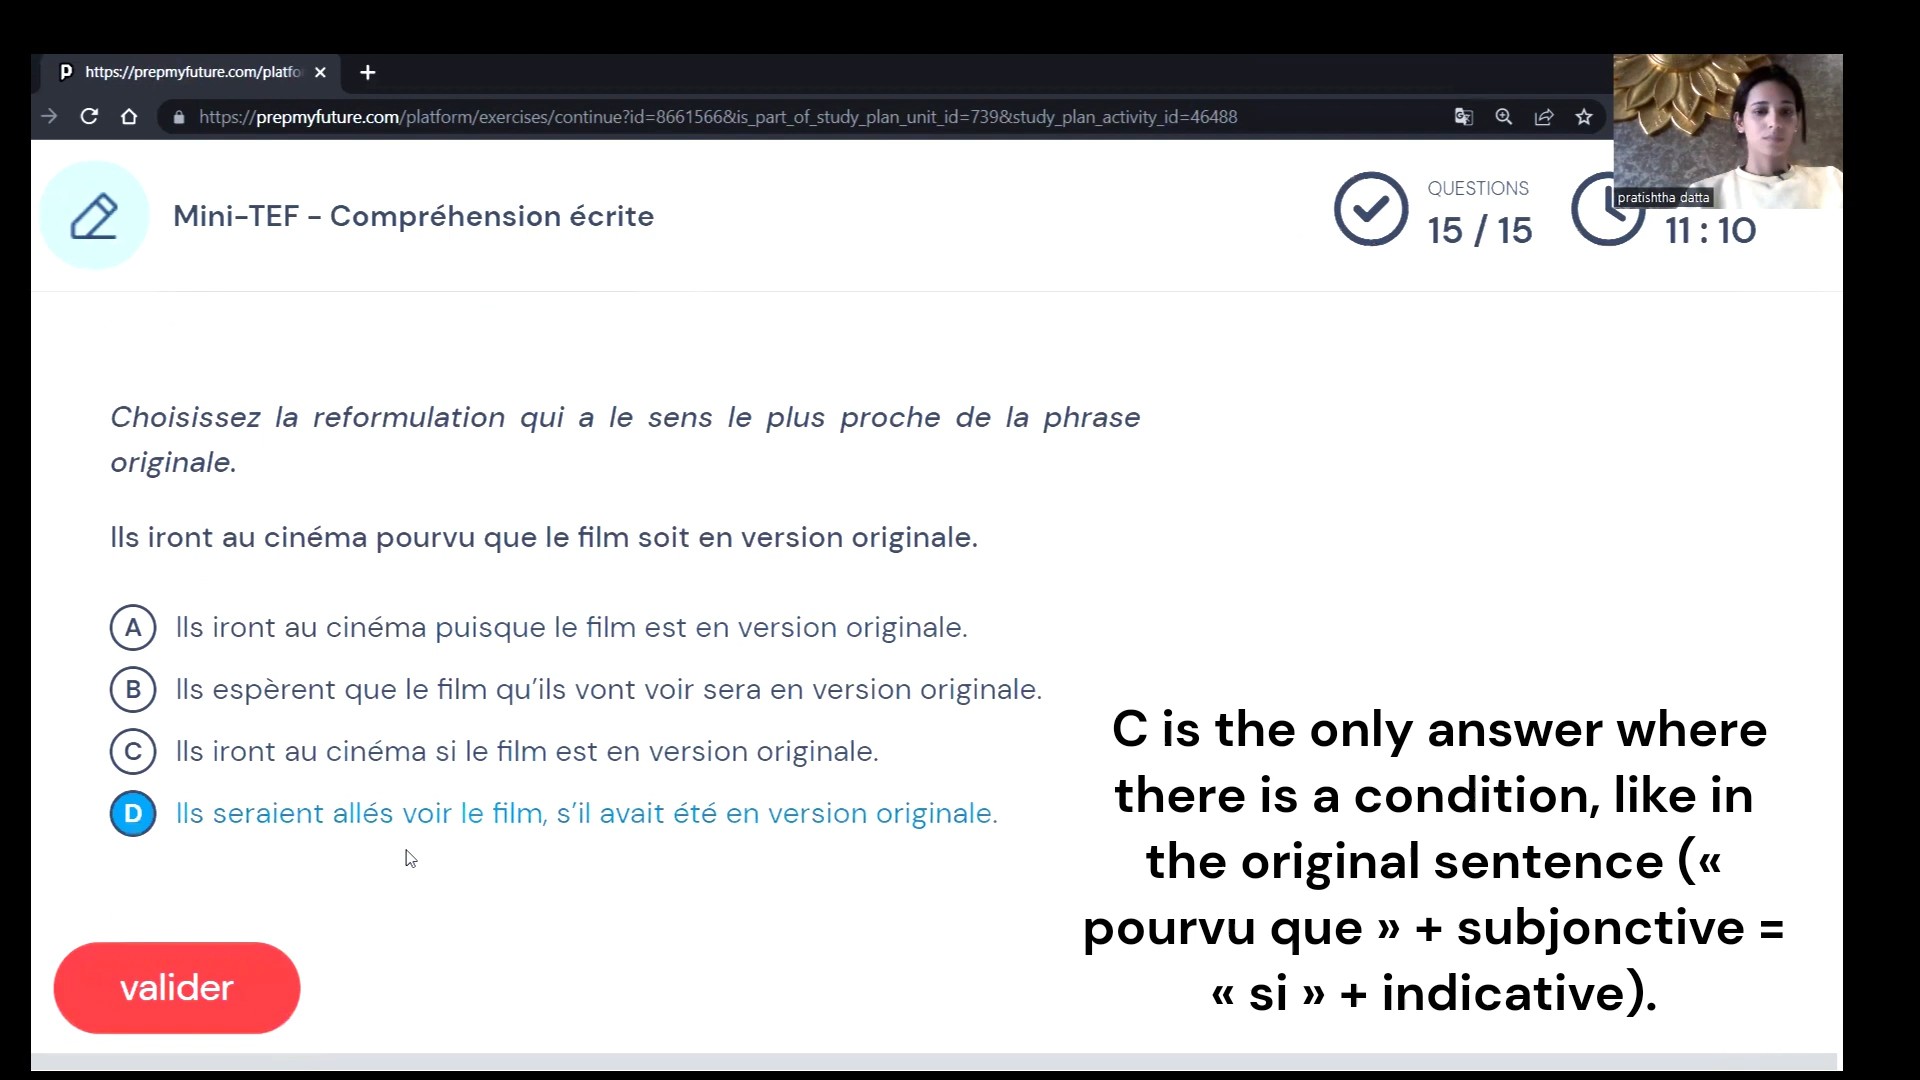 https://prepmyfuture.com/platfo
https://prepmyfuture.com/platform/exercises/continue?id=8661566&is_part_of_study_plan_unit_id=739&study_plan_activity_id=46488
pratishtha datta
Mini-TEF - Compréhension écrite
QUESTIONS
15 / 15
11 : 10
Choisissez la reformulation qui a le sens le plus proche de la phrase
originale.
Ils iront au cinéma pourvu que le film soit en version originale.
A Ils iront au cinéma puisque le film est en version originale.
B Ils espèrent que le film qu'ils vont voir sera en version originale.
C Ils iront au cinéma si le film est en version originale.
D Ils seraient allés voir le film, s'il avait été en version originale.
C is the only answer where
there is a condition, like in
the original sentence («
pourvu que » + subjonctive =
« si » + indicative).
valider